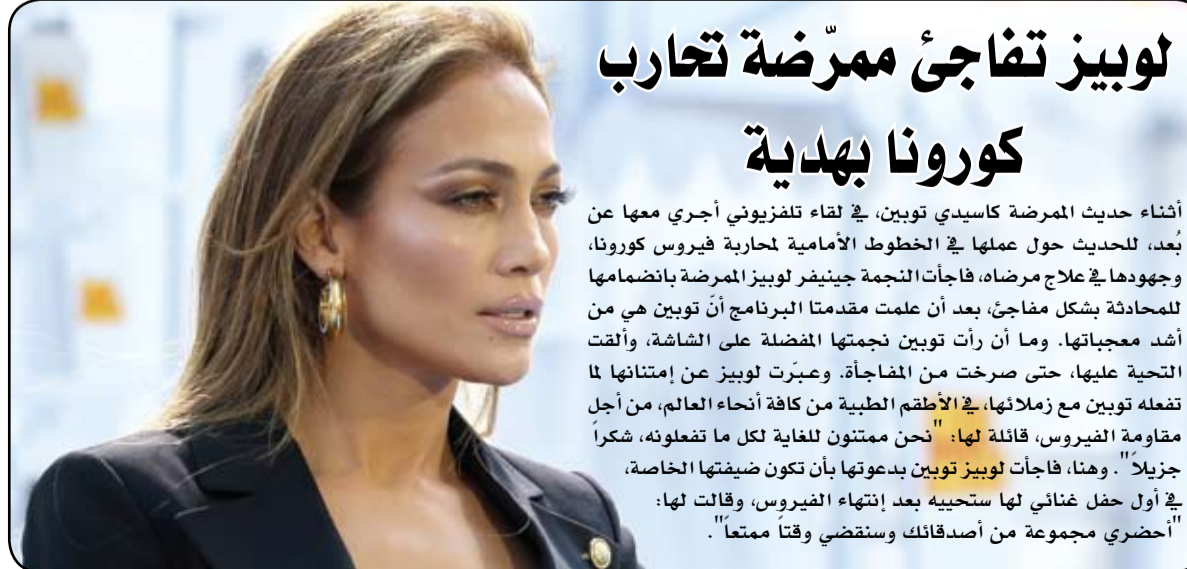 لوبيز تفاجئ ممرّضة تحارب
كورونا بهدية
أثناء حديث الممرضة كاسيدي توبين، في لقاء تلفزيوني أجري معها عن
بُعد، للحديث حول عملها في الخطوط الأمامية لمحاربة فيروس كورونا،
وجهودها في علاج مرضاه، فاجأت النجمة جينيفر لوبيز الممرضة بانضمامها
للمحادثة بشكل مفاجئ، بعد أن علمت مقدمتا البرنامج أنّ توبين هي من
أشد معجباتها. وما أن رأت توبين نجمتها المفضلة على الشاشة، وألقت
التحية عليها، حتى صرخت من المفاجأة. وعبّرت لوبيز عن إمتنانها لما
تفعله توبين مع زملائها، في الأطقم الطبية من كافة أنحاء العالم، من أجل
مقاومة الفيروس، قائلة لها: "نحن ممتنون للغاية لكل ما تفعلونه، شكراً
جزيلاً". وهنا، فاجأت لوبيز توبين بدعوتها بأن تكون ضيفتها الخاصة،
في أول حفل غنائي لها ستحييه بعد إنتهاء الفيروس، وقالت لها:
"أحضري مجموعة من أصدقائك وسنقضي وقتاً ممتعاً".